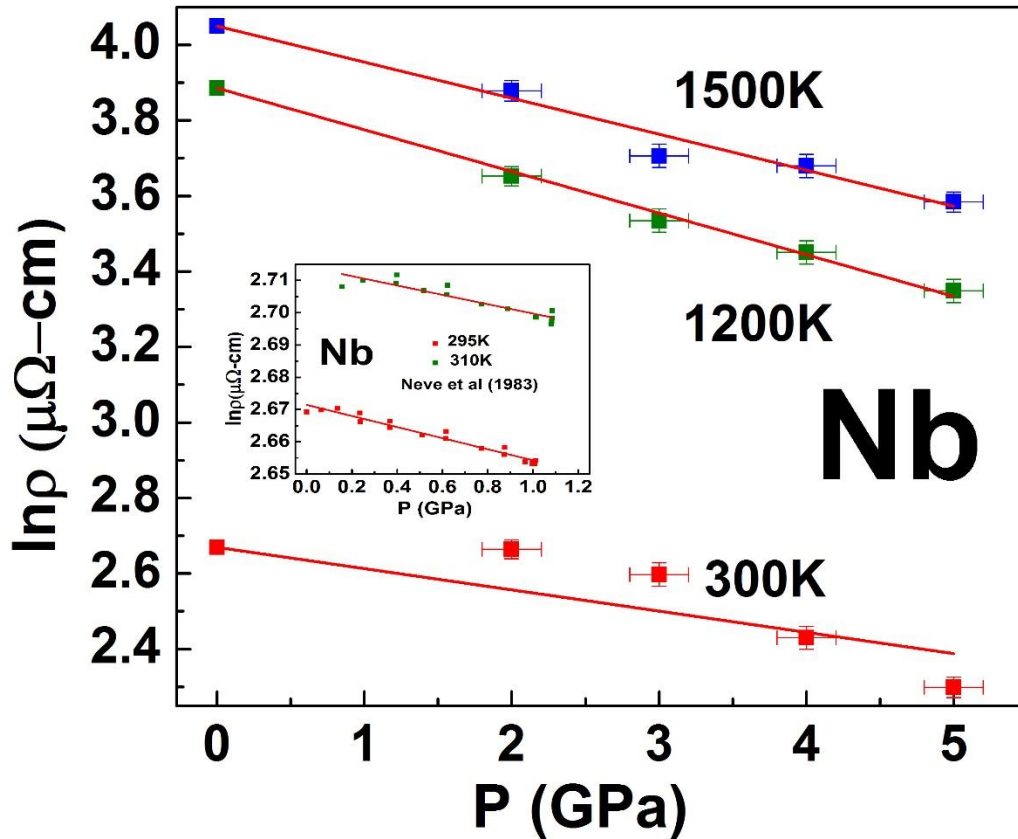 lnρ (μΩ−cm)
4.0
3.8
3.6
3.4
3.2
3.0
2.8
2.6
2.4
1500K
1200K
Nb
300K
0 1 2 3 4 5
P (GPa)
lnρ(μΩ-cm)
2.71
2.70
2.69
2.68
2.67
2.66
2.65
Nb
295K
310K
Neve et al (1983)
0.0 0.2 0.4 0.6 0.8 1.0 1.2
P (GPa)